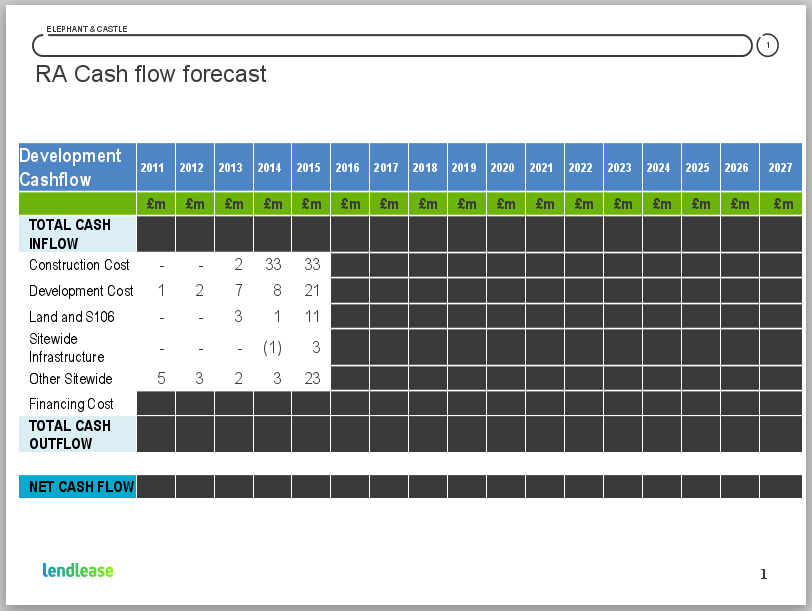 ELEPHANT & CASTLE
1
RA Cash flow forecast
Development Cashflow 2011 2012 2013 2014 2015 2016 2017 2018 2019 2020 2021 2022 2023 2024 2025 2026 2027
£m £m £m £m £m £m £m £m £m £m £m £m £m £m £m £m £m
TOTAL CASH
INFLOW
Construction Cost - - 2 33 33
Development Cost 1 2 7 8 21
Land and S106 - - 3 1 11
Sitewide
Infrastructure - - - (1) 3
Other Sitewide 5 3 2 3 23
Financing Cost
TOTAL CASH
OUTFLOW
NET CASH FLOW
lendlease
1